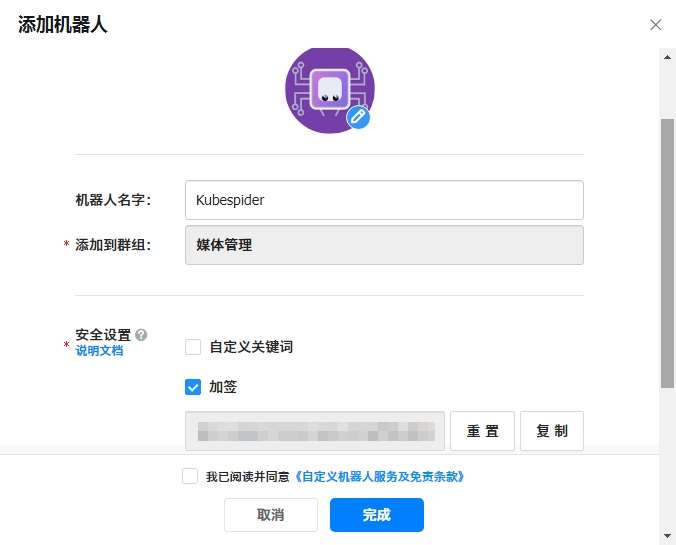 添加机器人
机器人名字:
Kubespider
* 添加到群组:
媒体管理
* 安全设置 ?
说明文档
自定义关键词
加签
重 置
复 制
我已阅读并同意《自定义机器人服务及免责条款》
取消
完成